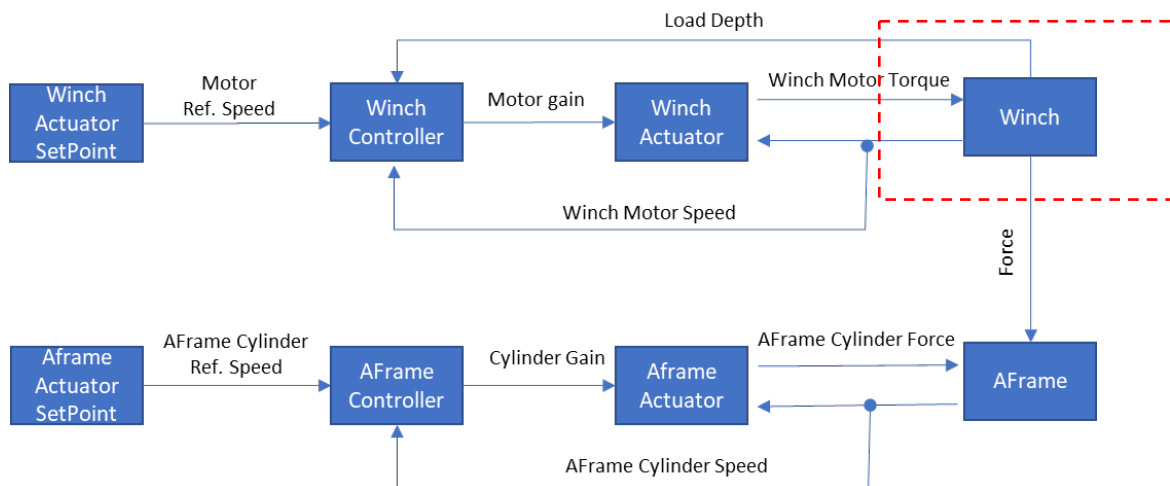 Load Depth
Motor
Ref. Speed
Winch Motor Torque
Winch
Actuator
SetPoint
Winch
Controller
Motor gain
Winch
Actuator
Winch
Winch Motor Speed
Force
AFrame Cylinder
Ref. Speed
AFrame Cylinder Force
Aframe
Actuator
SetPoint
AFrame
Controller
Cylinder Gain
Aframe
Actuator
AFrame
AFrame Cylinder Speed